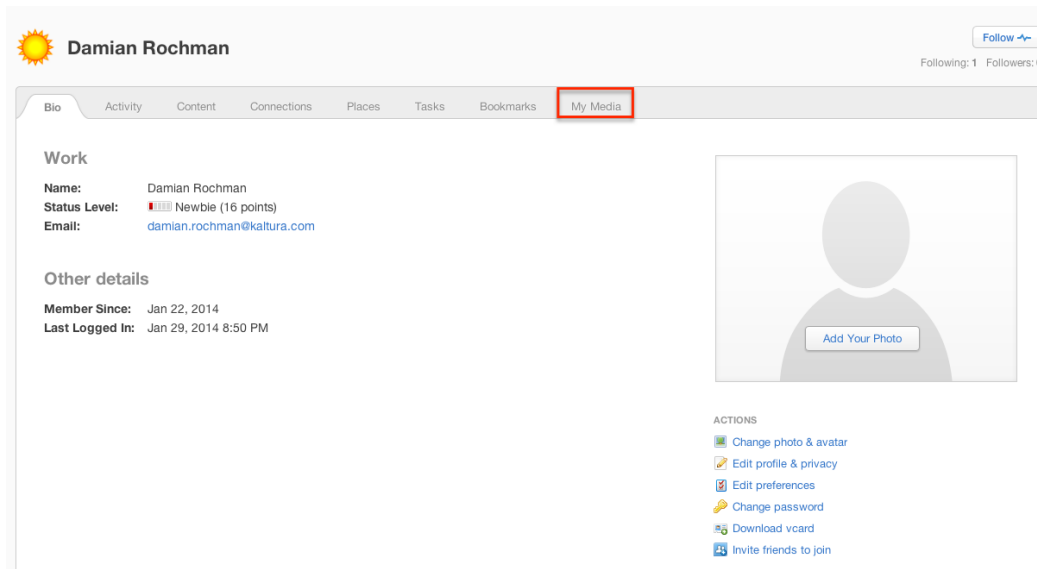 Damian Rochman
Follow
Following: 1 Followers:
Bio Activity Content Connections Places Tasks Bookmarks My Media
Work
Name: Damian Rochman
Status Level: Newbie (16 points)
Email: damian.rochman@kaltura.com
Other details
Member Since: Jan 22, 2014
Last Logged In: Jan 29, 2014 8:50 PM
Add Your Photo
ACTIONS
Change photo & avatar
Edit profile & privacy
Edit preferences
Change password
Download vcard
Invite friends to join